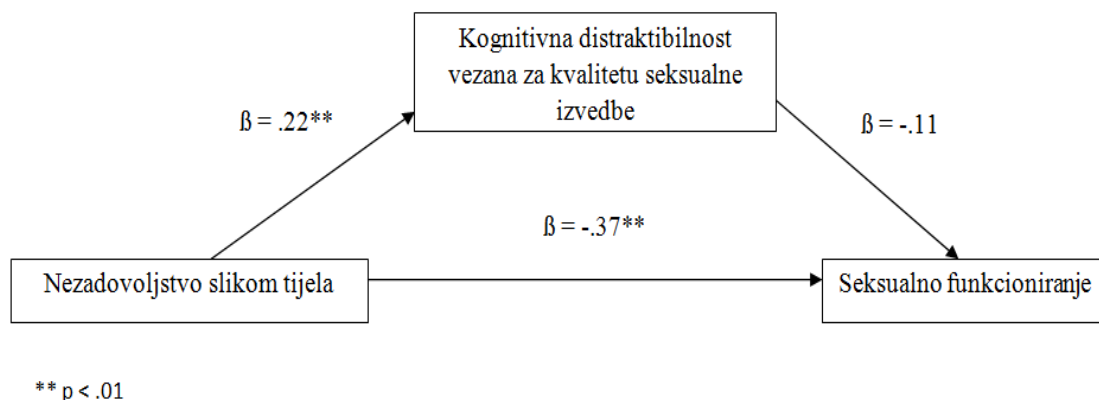 Kognitivna distraktibilnost
vezana za kvalitetu seksualne
izvedbe
ß = .22**
ß = -.11
ß = -.37**
Nezadovoljstvo slikom tijela
Seksualno funkcioniranje
** p < .01